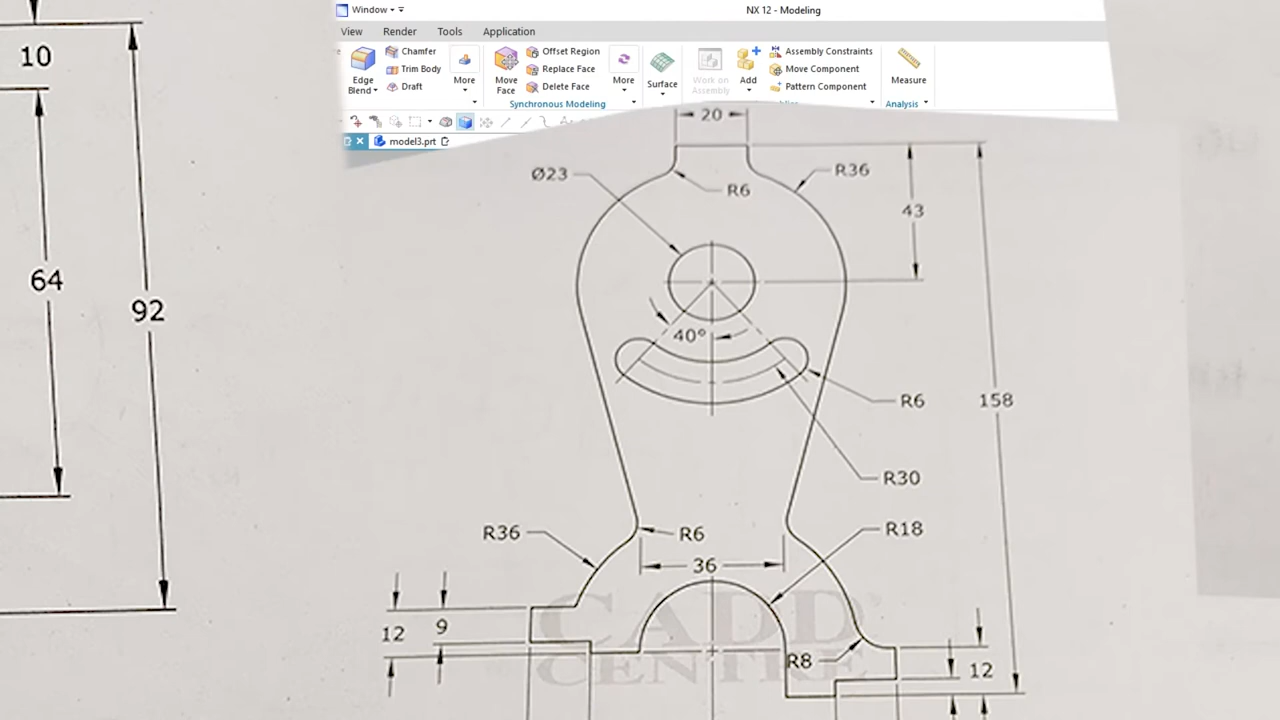 Window
NX 12 - Modeling
View Render Tools Application
Edge Blend
Chamfer
Trim Body
Draft
More
Move Face
Offset Region
Replace Face
Delete Face
More
Synchronous Modeling
Surface
Work on Assembly
Add
Assembly Constraints
Move Component
Pattern Component
Measure
Analysis
model3.prt
10
64
92
20
Ø23
R6
R36
43
40°
158
R6
R30
R36
R6
R18
36
12
9
CADD
CENTRE
R8
12